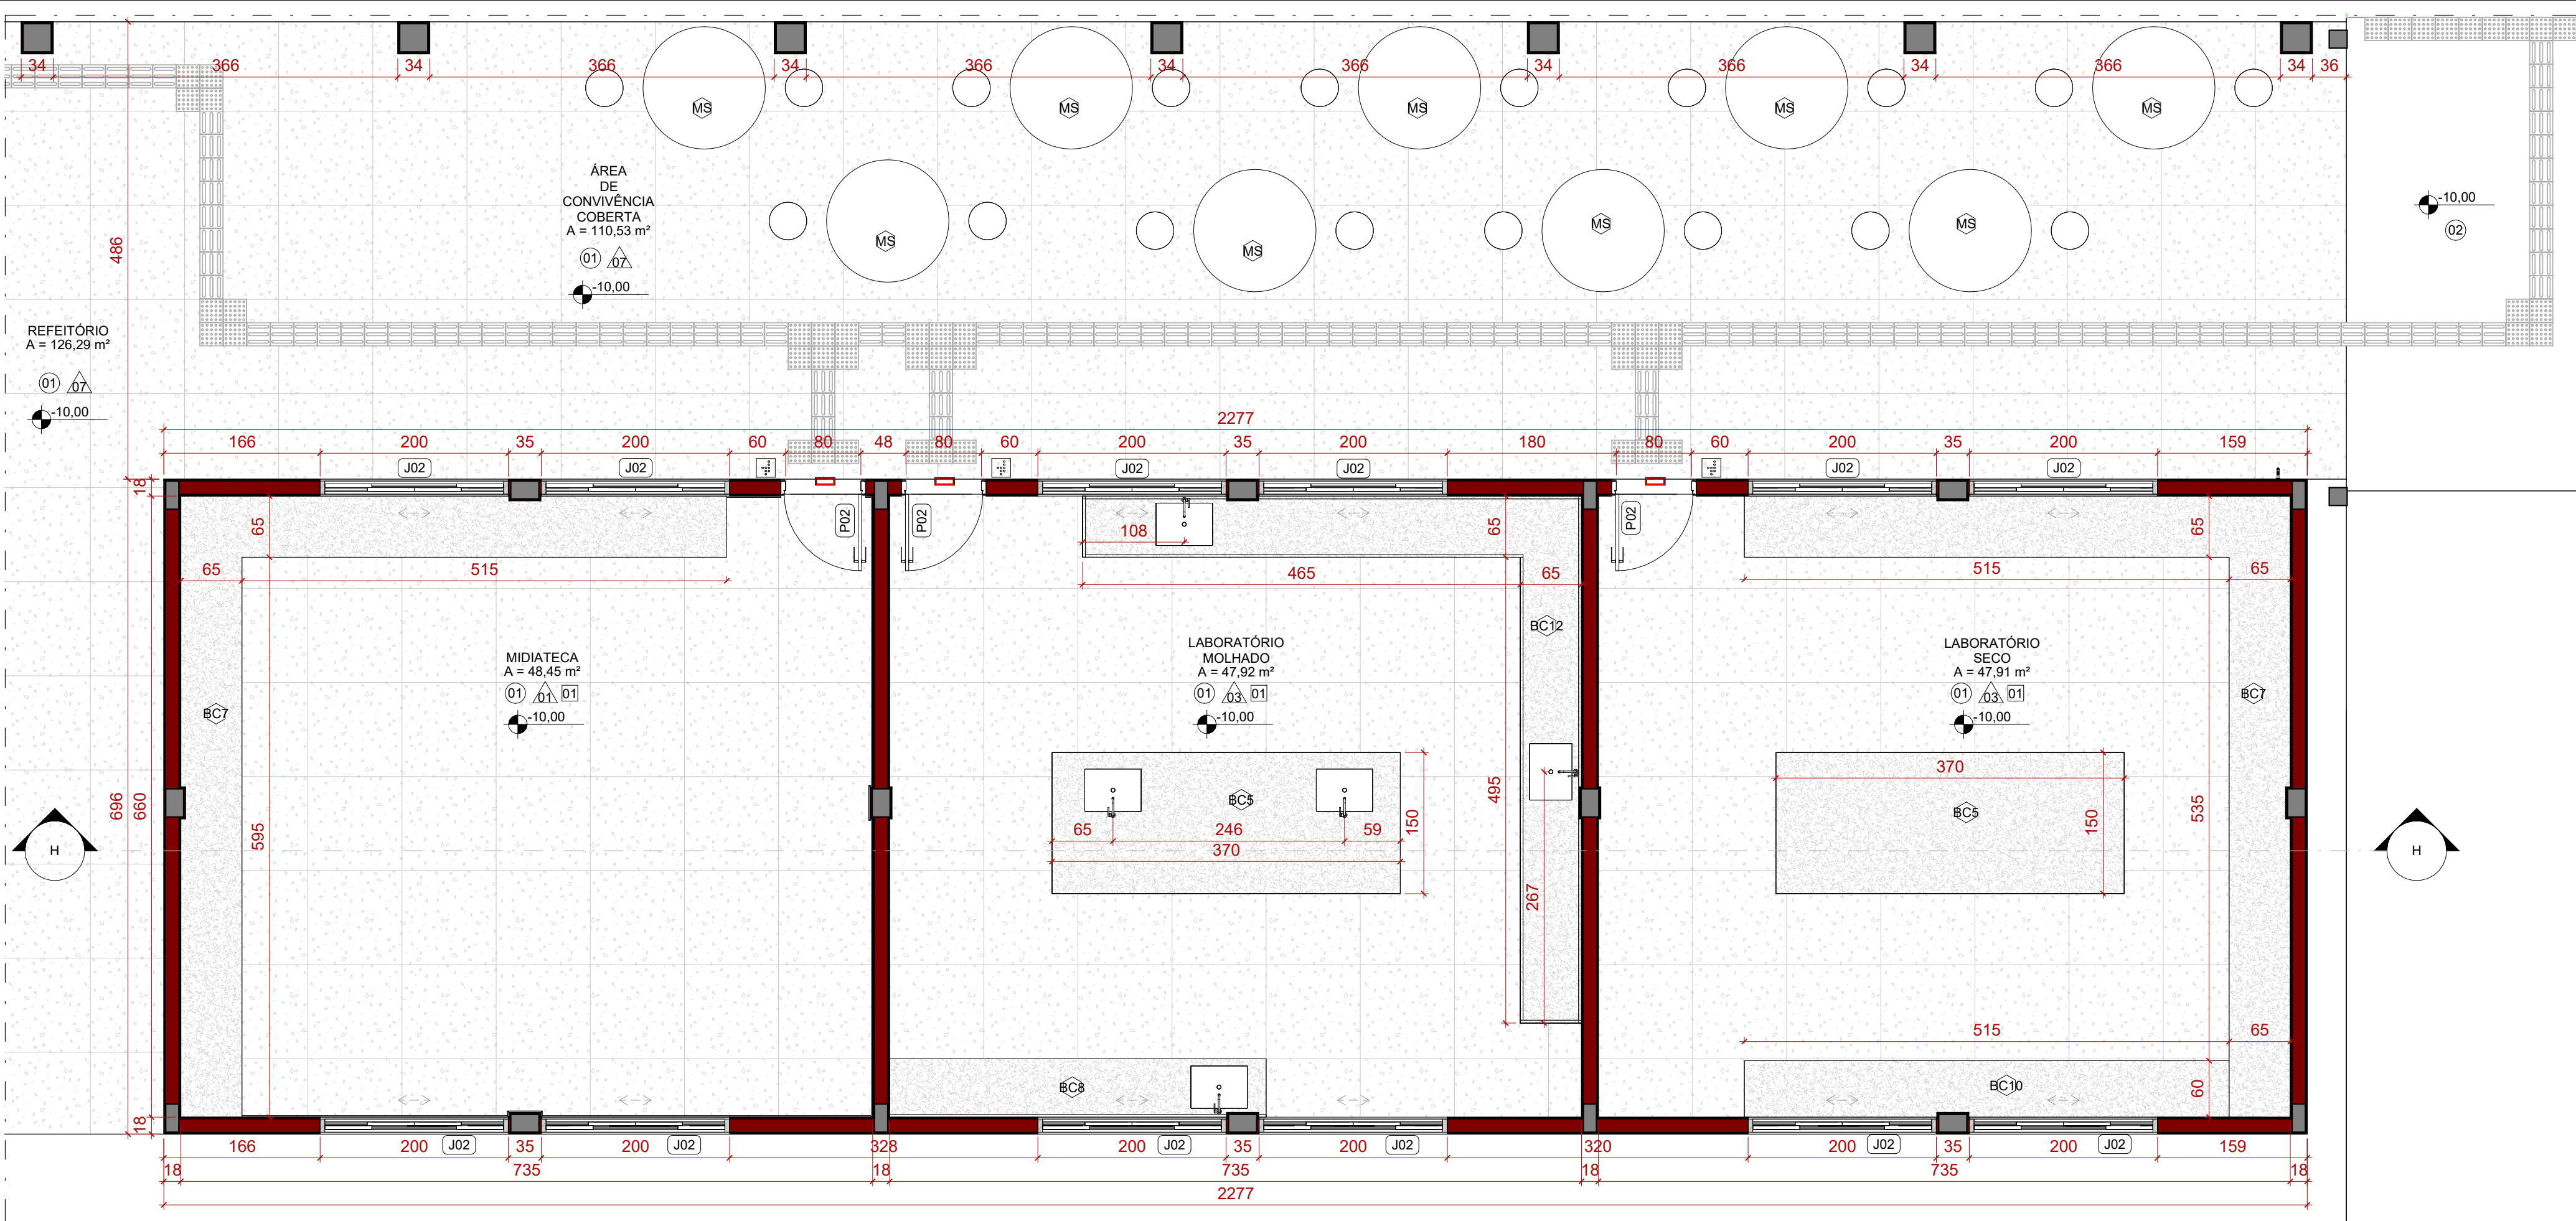 34 366 34 366 34 366 34 366 34 366 34 366 34 36
MS MS MS MS MS
ÁREA
DE
CONVIVÊNCIA
COBERTA
A = 110,53 m²
01 07
-10,00
MS MS MS MS
-10,00
02
486
REFEITÓRIO
A = 126,29 m²
01 07
-10,00
2277
166 200 35 200 60 80 48 80 60 200 35 200 180 80 60 200 35 200 159
J02 J02 J02 J02 J02 J02
18
P02 P02 P02
65 108 65 65
65 515 465 65 515 65
BC12
MIDIATECA
A = 48,45 m²
01 01 01
-10,00
LABORATÓRIO
MOLHADO
A = 47,92 m²
01 03 01
-10,00
LABORATÓRIO
SECO
A = 47,91 m²
01 03 01
-10,00
BC7 BC7
696 660 595 495 535
BC5
65 246 59 150
370
370
BC5
150
H H
267
515 65
BC8 BC10 60
18
166 200 J02 35 200 J02 328 200 J02 35 200 J02 320 200 J02 35 200 J02 159
18 735 18 735 18 735 18
2277